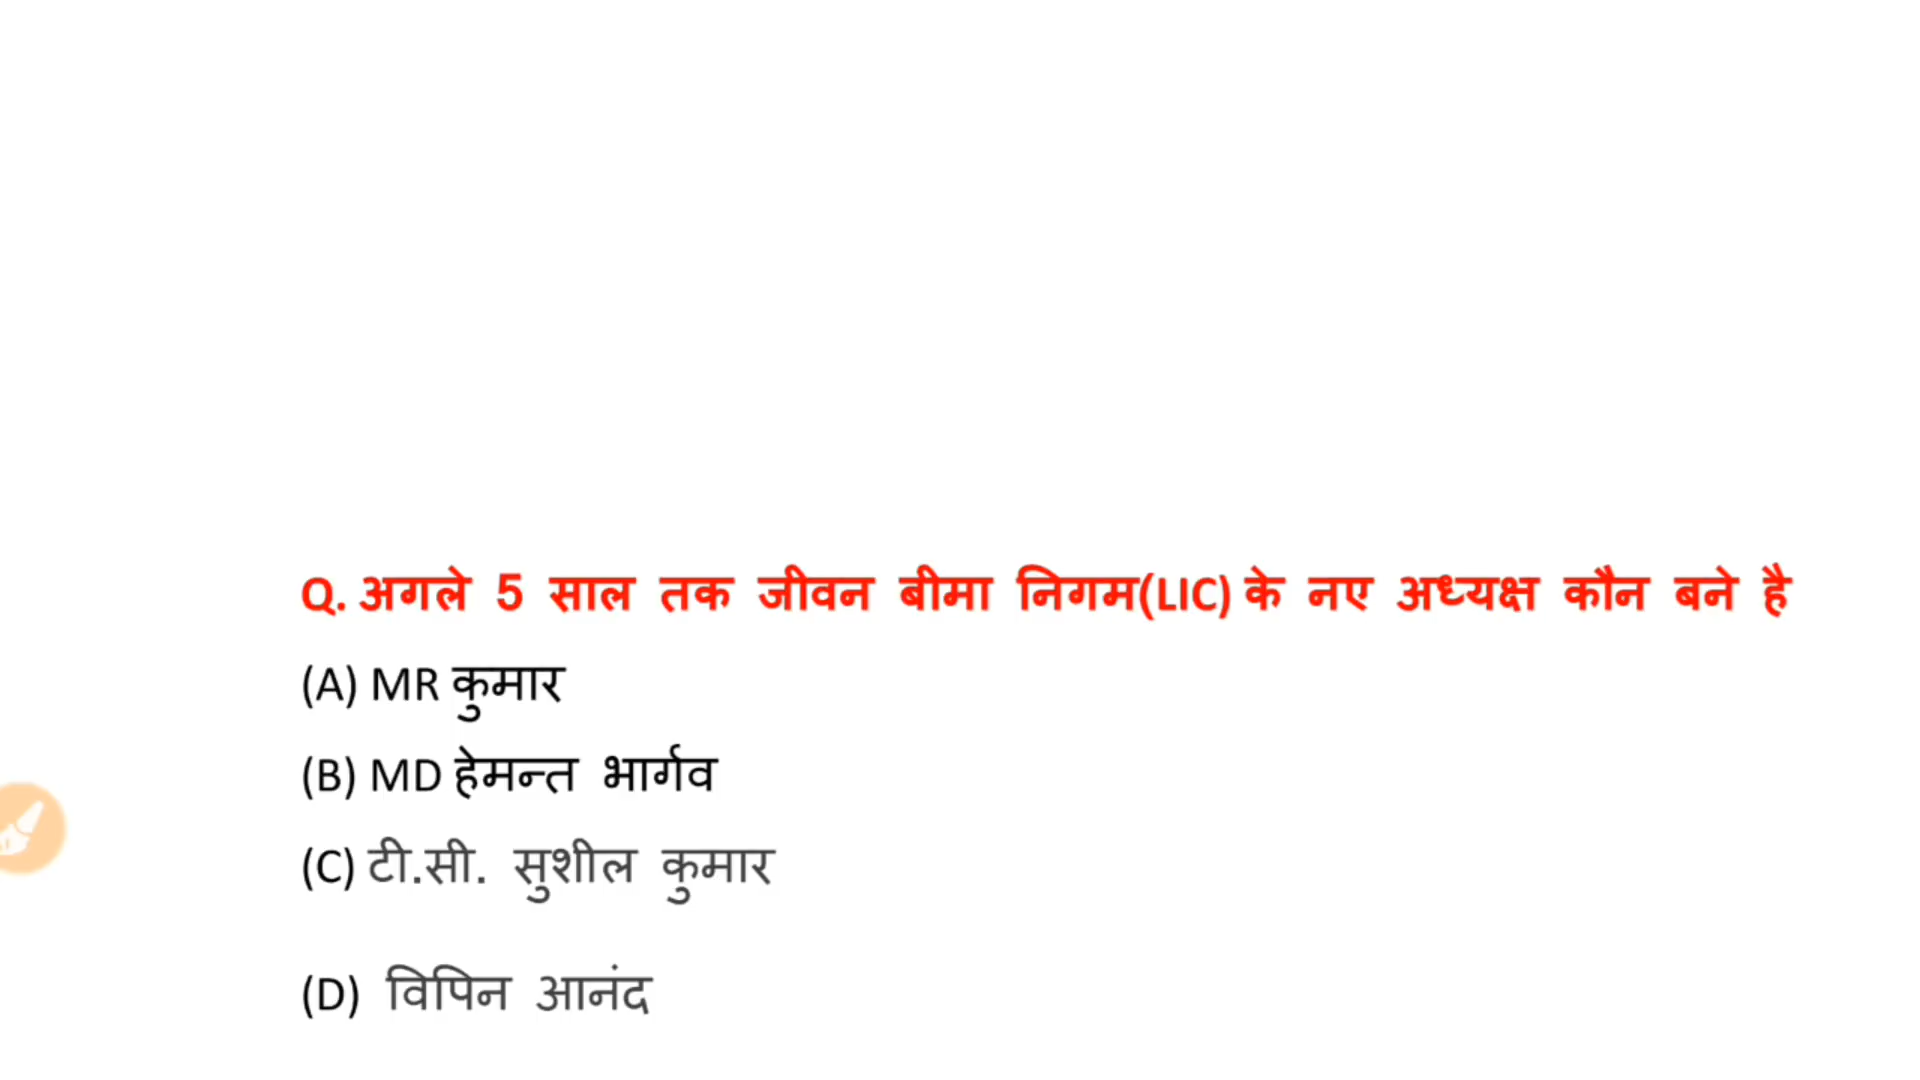 Q. अगले 5 साल तक जीवन बीमा निगम(LIC) के नए अध्यक्ष कौन बने है
(A) MR कुमार
(B) MD हेमन्त भार्गव
(C) टी.सी. सुशील कुमार
(D) विपिन आनंद